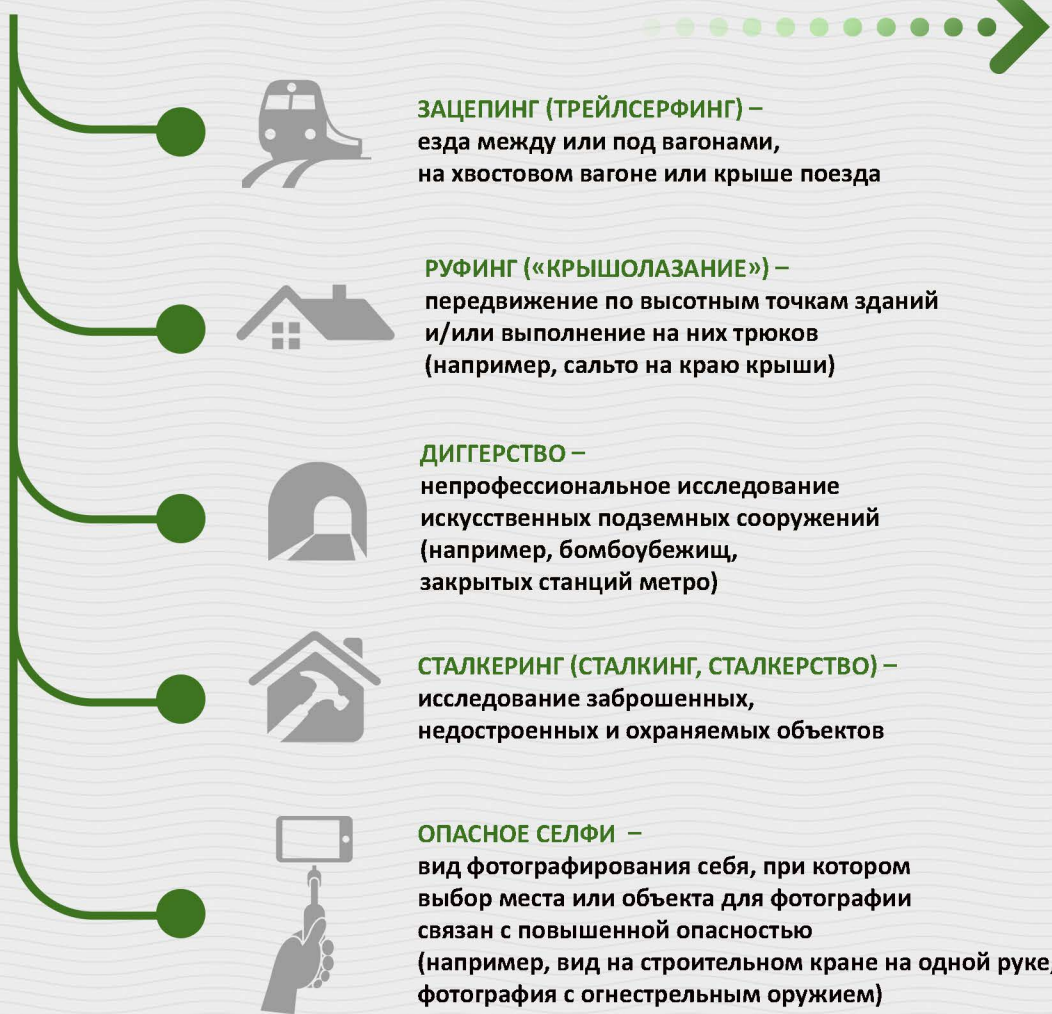 ЗАЦЕПИНГ (ТРЕЙЛСЕРФИНГ) –
езда между или под вагонами,
на хвостовом вагоне или крыше поезда
РУФИНГ («КРЫШОЛАЗАНИЕ») –
передвижение по высотным точкам зданий
и/или выполнение на них трюков
(например, сальто на краю крыши)
ДИГГЕРСТВО –
непрофессиональное исследование
искусственных подземных сооружений
(например, бомбоубежищ,
закрытых станций метро)
СТАЛКЕРИНГ (СТАЛКИНГ, СТАЛКЕРСТВО) –
исследование заброшенных,
недостроенных и охраняемых объектов
ОПАСНОЕ СЕЛФИ –
вид фотографирования себя, при котором
выбор места или объекта для фотографии
связан с повышенной опасностью
(например, вид на строительном кране на одной руке,
фотография с огнестрельным оружием)